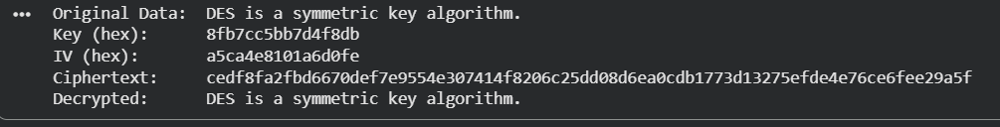 ••• Original Data: DES is a symmetric key algorithm.
Key (hex): 8fb7cc5bb7d4f8db
IV (hex): a5ca4e8101a6d0fe
Ciphertext: cedf8fa2fbd6670def7e9554e307414f8206c25dd08d6ea0cdb1773d13275efde4e76ce6fee29a5f
Decrypted: DES is a symmetric key algorithm.